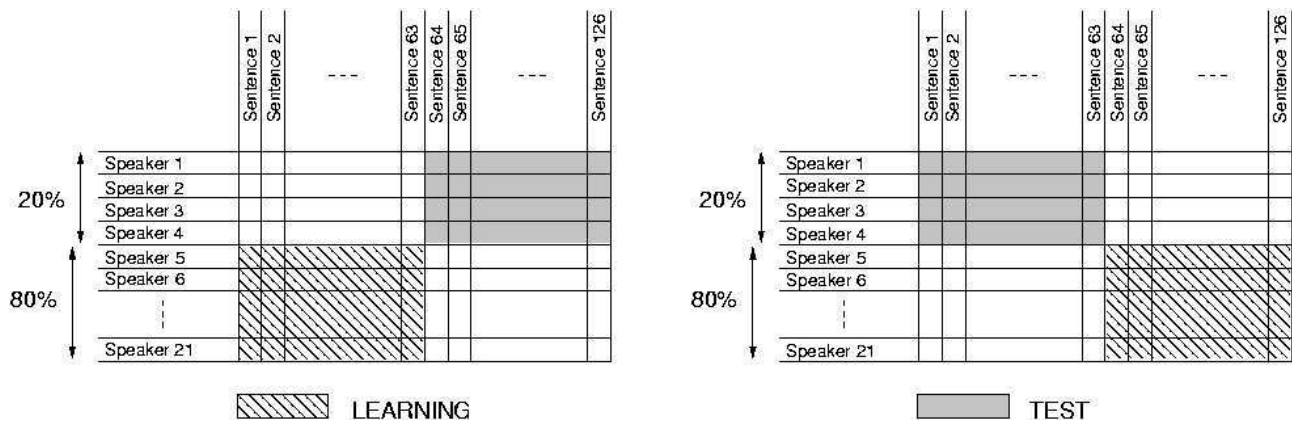 Sentence 1
Sentence 2
---
Sentence 63
Sentence 64
Sentence 65
---
Sentence 126
20%
Speaker 1
Speaker 2
Speaker 3
Speaker 4
80%
Speaker 5
Speaker 6
Speaker 21
LEARNING
Sentence 1
Sentence 2
---
Sentence 63
Sentence 64
Sentence 65
---
Sentence 126
20%
Speaker 1
Speaker 2
Speaker 3
Speaker 4
80%
Speaker 5
Speaker 6
Speaker 21
TEST